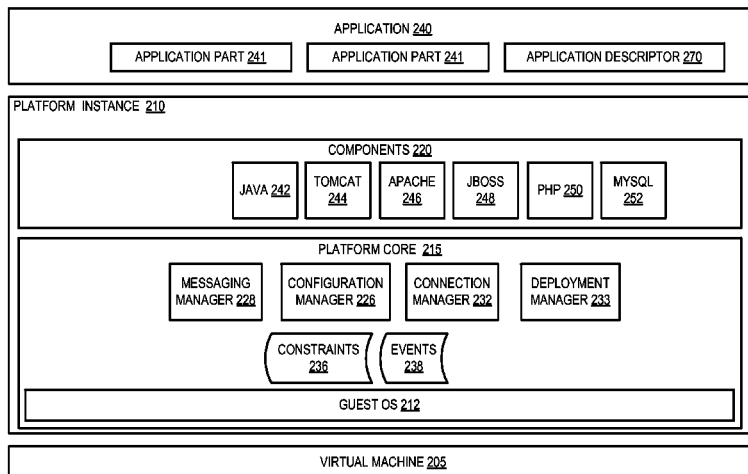 APPLICATION 240
APPLICATION PART 241
APPLICATION PART 241
APPLICATION DESCRIPTOR 270
PLATFORM INSTANCE 210
COMPONENTS 220
JAVA 242
TOMCAT
244
APACHE
246
JBOSS
248
PHP 250
MYSQL
252
PLATFORM CORE 215
MESSAGING
MANAGER 228
CONFIGURATION
MANAGER 226
CONNECTION
MANAGER 232
DEPLOYMENT
MANAGER 233
CONSTRAINTS
236
EVENTS
238
GUEST OS 212
VIRTUAL MACHINE 205